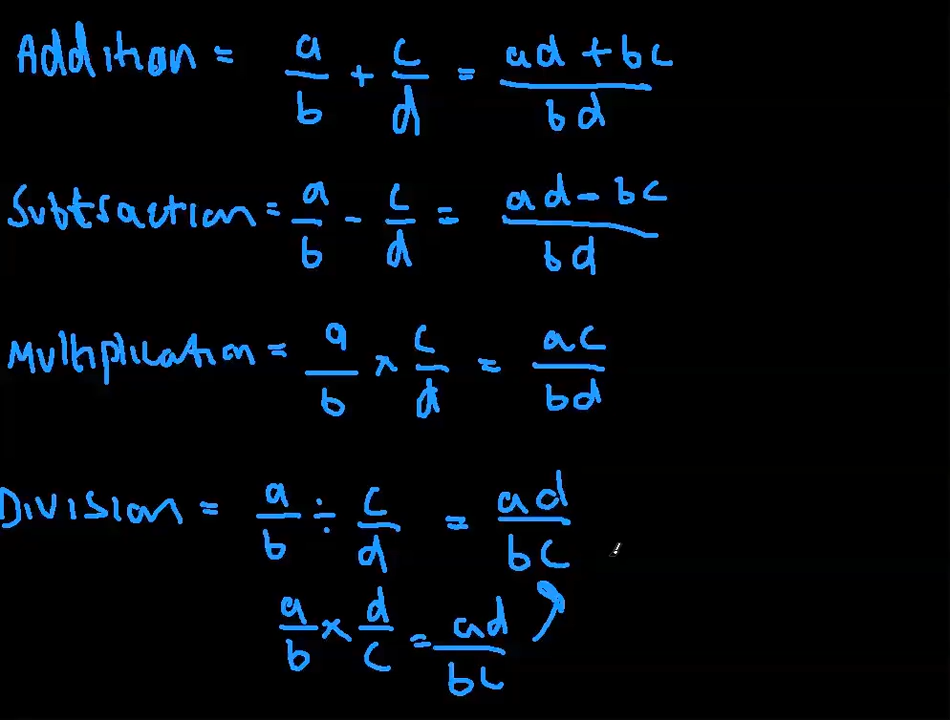 Addition = a/b + c/d = ad + bc / bd
Subtraction = a/b - c/d = ad - bc / bd
Multiplication = a/b × c/d = ac/bd
Division = a/b ÷ c/d = ad/bc
a/b × d/c = ad/bc